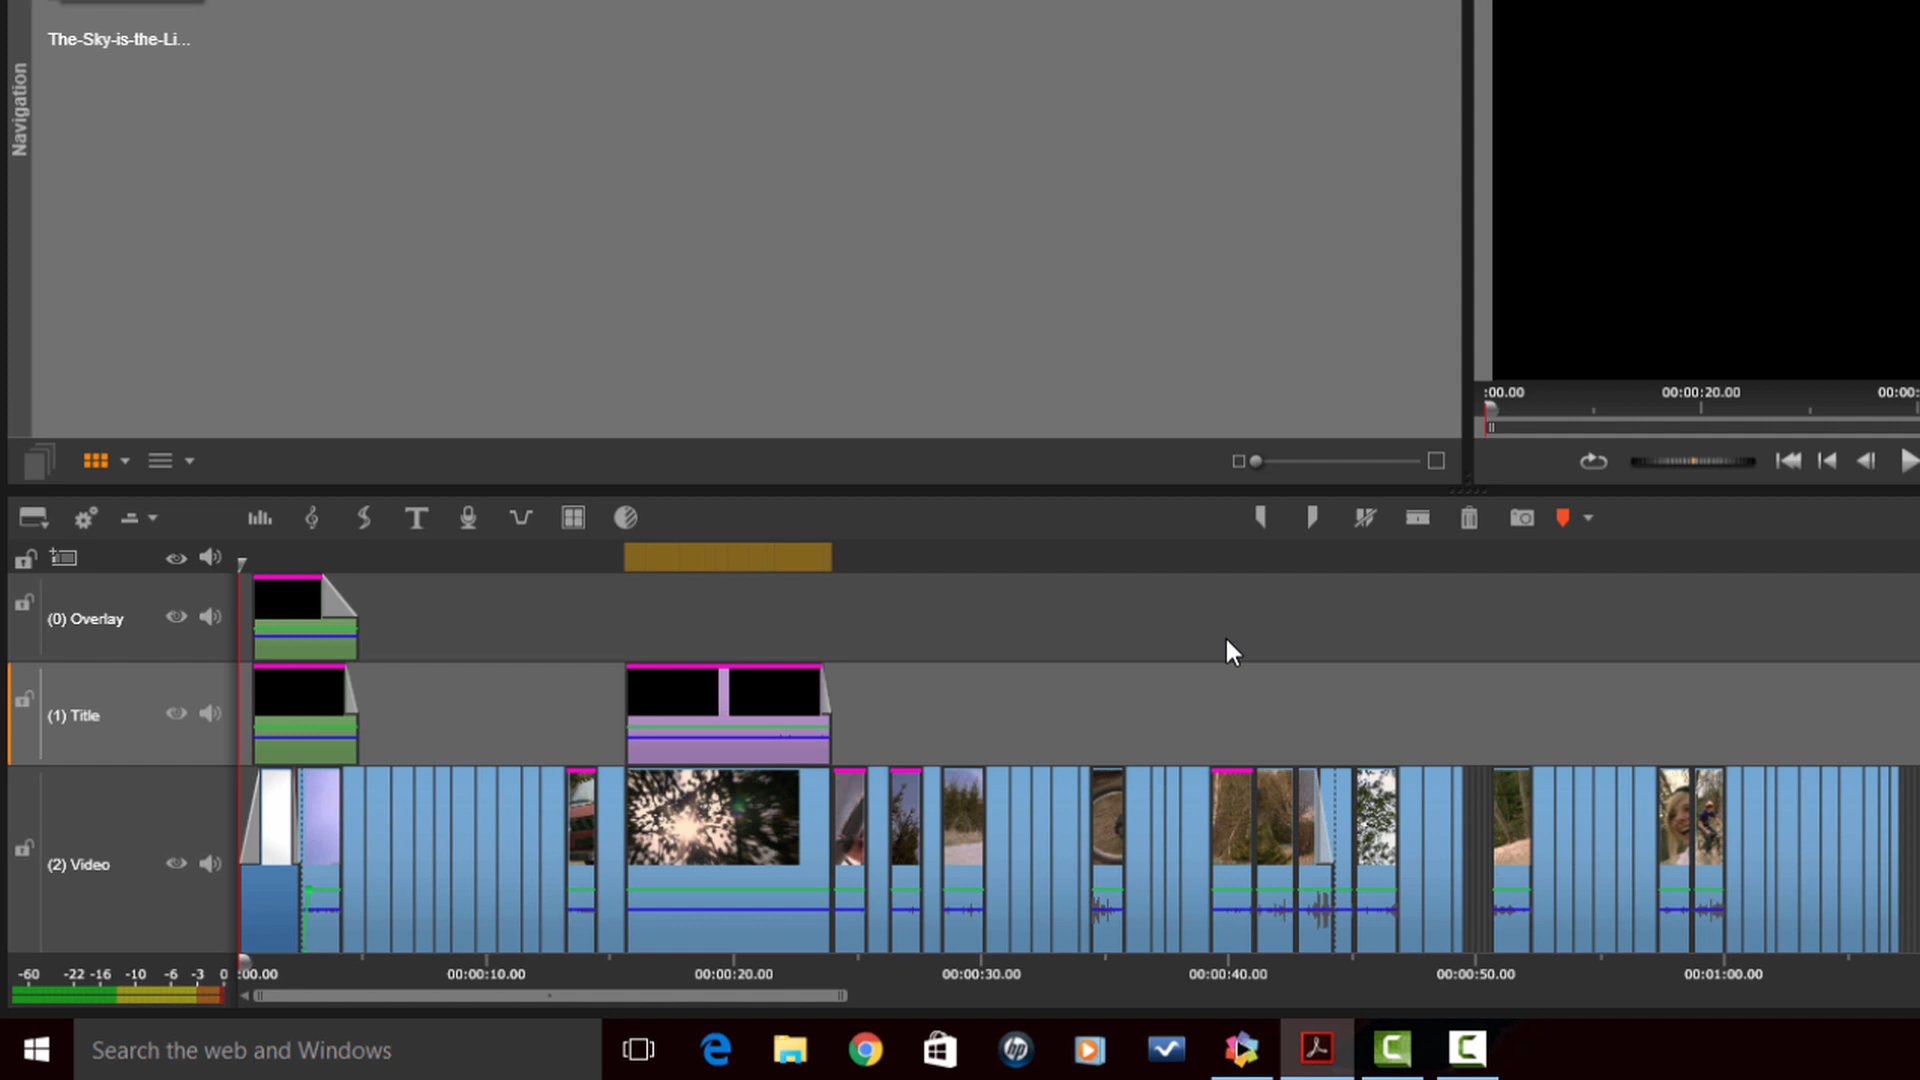 The-Sky-is-the-Li...
Navigation
:00.00 00:00:20.00 00:00:
(0) Overlay
(1) Title
(2) Video
-60 -22 -16 -10 -6 -3 0 :00.00 00:00:10.00 00:00:20.00 00:00:30.00 00:00:40.00 00:00:50.00 00:01:00.00
Search the web and Windows
hp